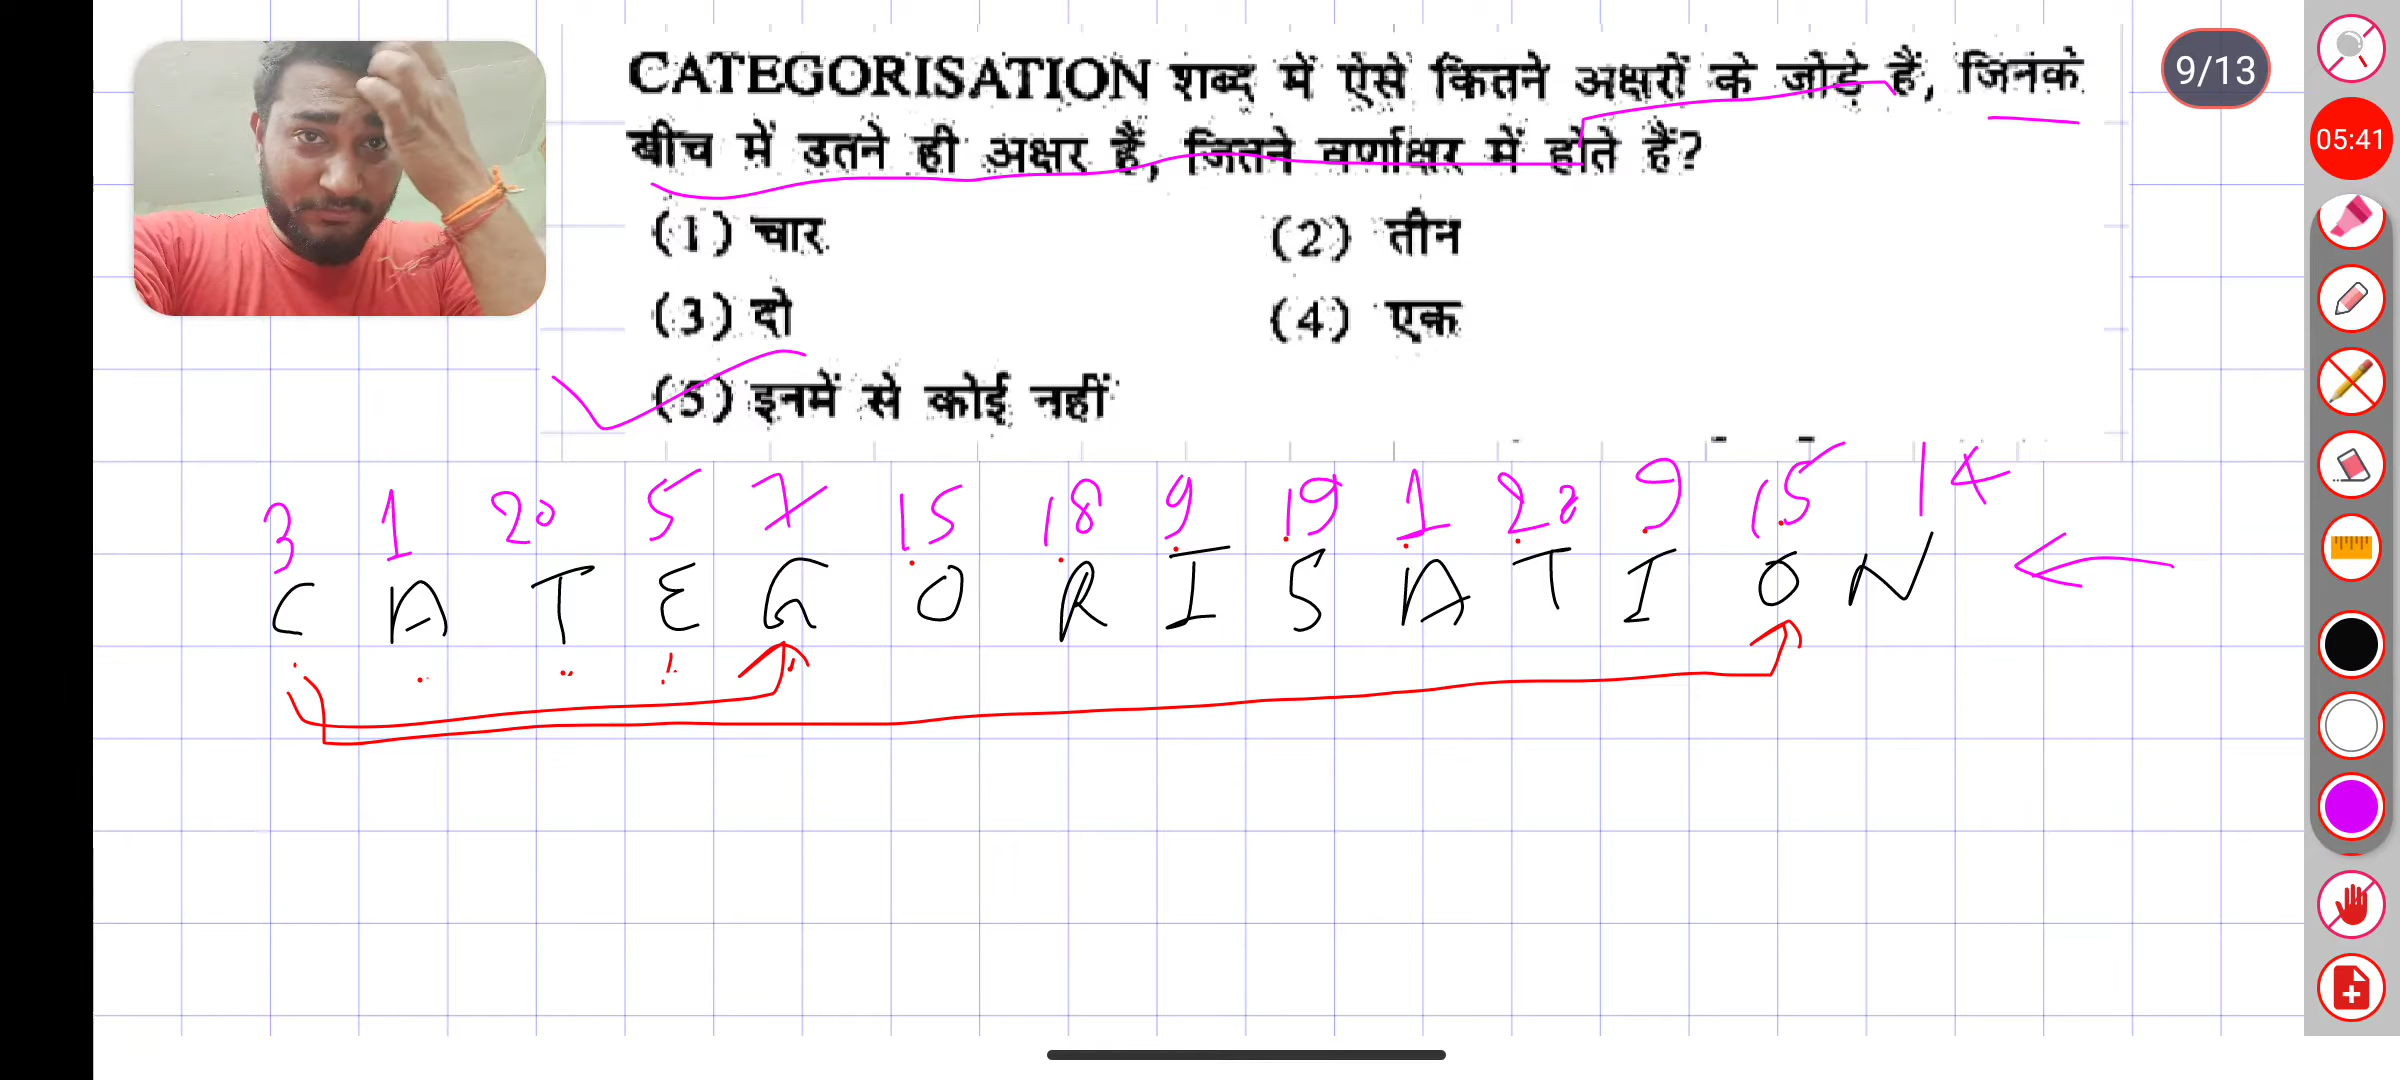 CATEGORISATION शब्द में ऐसे कितने अक्षरों के जोड़े हैं, जिनके
बीच में उतने ही अक्षर हैं, जितने वर्णाक्षर में होते हैं?
(1) चार
(2) तीन
(3) दो
(4) एक
(5) इनमें से कोई नहीं
9/13
05:41
3 1 20 5 7 15 18 9 19 1 20 9 15 14
C A T E G O R I S A T I O N